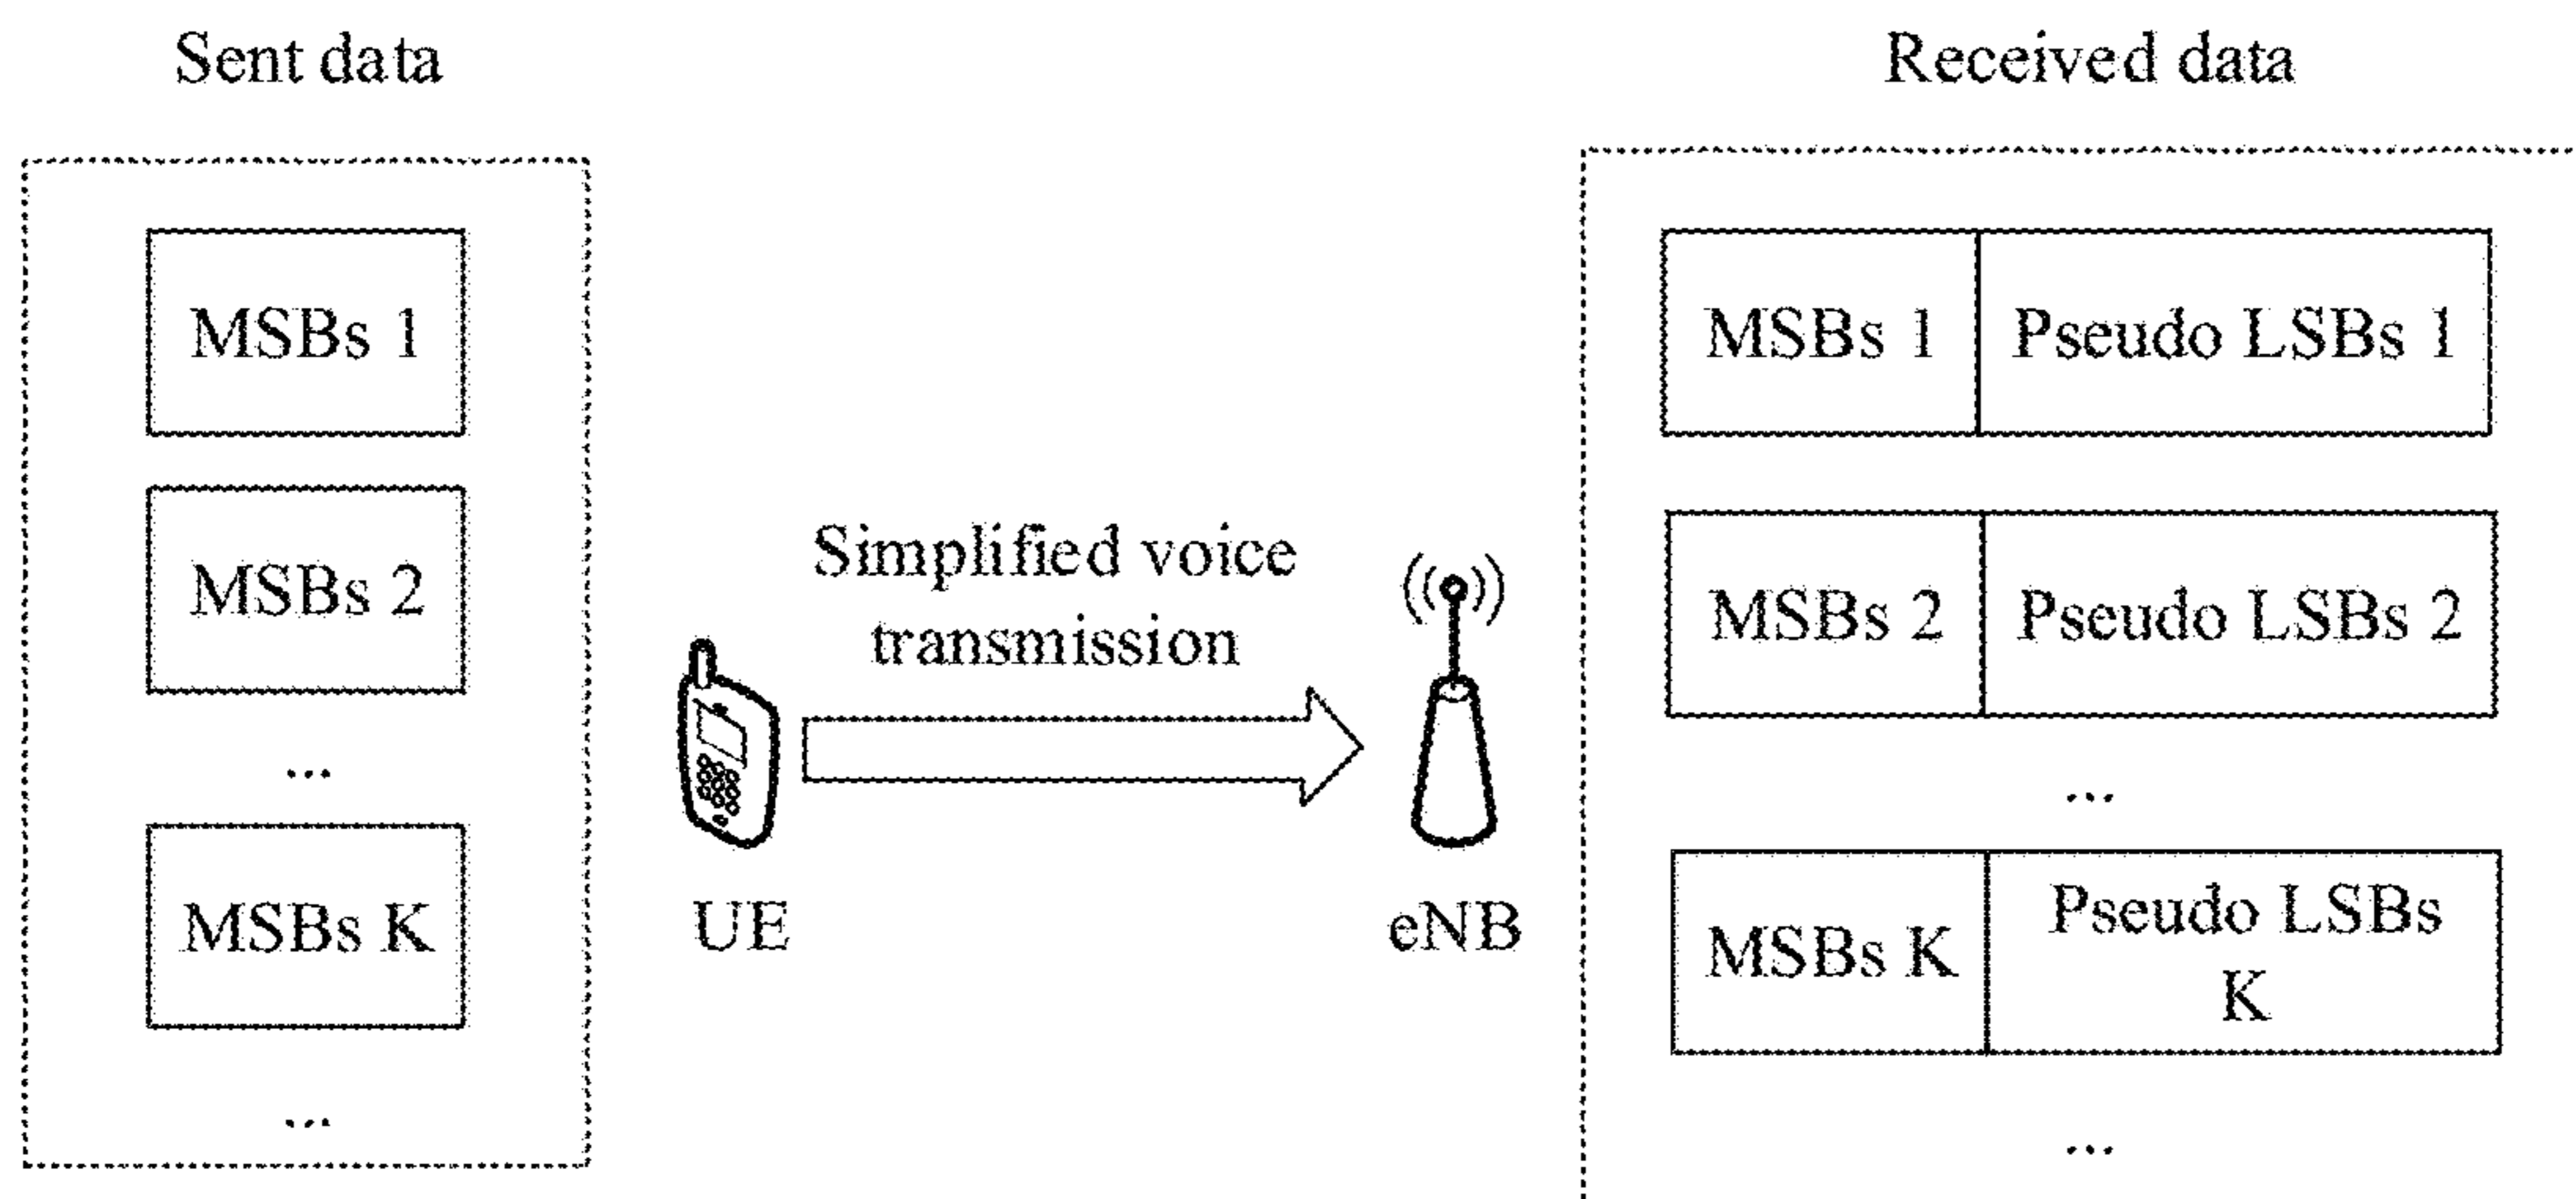 Sent data
MSBs 1
MSBs 2
...
MSBs K
...
Simplified voice
transmission
UE
eNB
Received data
MSBs 1 Pseudo LSBs 1
MSBs 2 Pseudo LSBs 2
...
MSBs K Pseudo LSBs
K
...